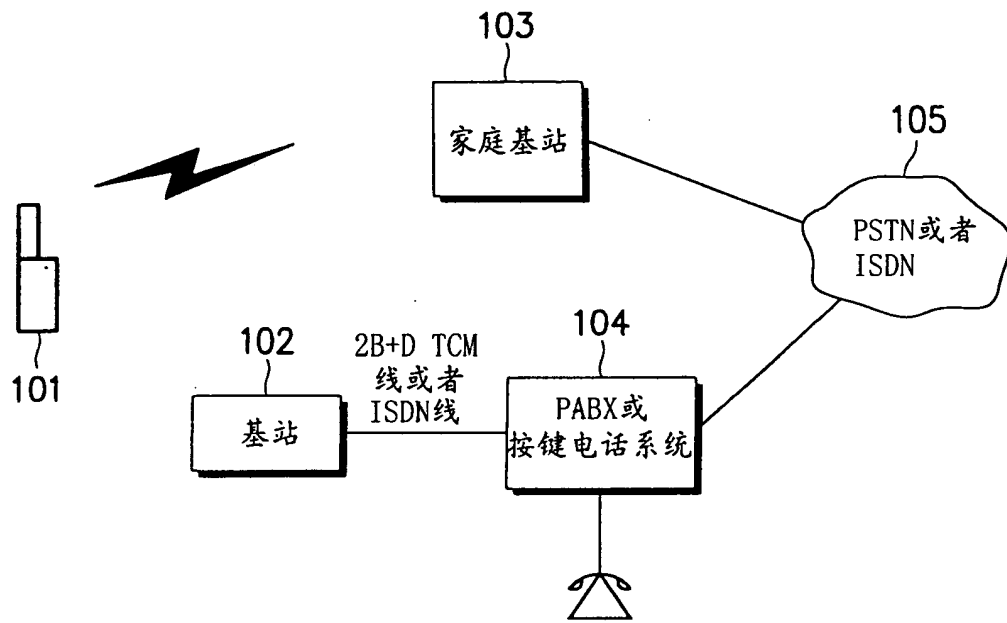 103
家庭基站
105
PSTN或者
ISDN
101
102
基站
2B+D TCM
线或者
ISDN线
104
PABX或
按键电话系统